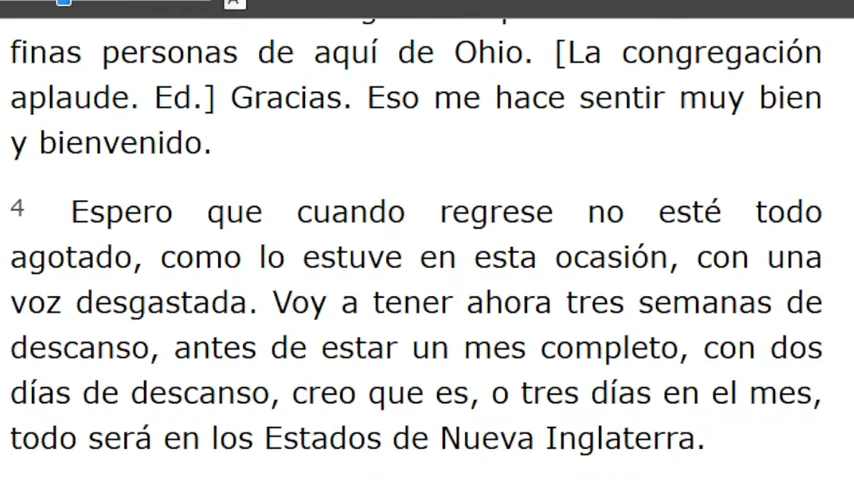 finas personas de aquí de Ohio. [La congregación
aplaude. Ed.] Gracias. Eso me hace sentir muy bien
y bienvenido.
4 Espero que cuando regrese no esté todo
agotado, como lo estuve en esta ocasión, con una
voz desgastada. Voy a tener ahora tres semanas de
descanso, antes de estar un mes completo, con dos
días de descanso, creo que es, o tres días en el mes,
todo será en los Estados de Nueva Inglaterra.